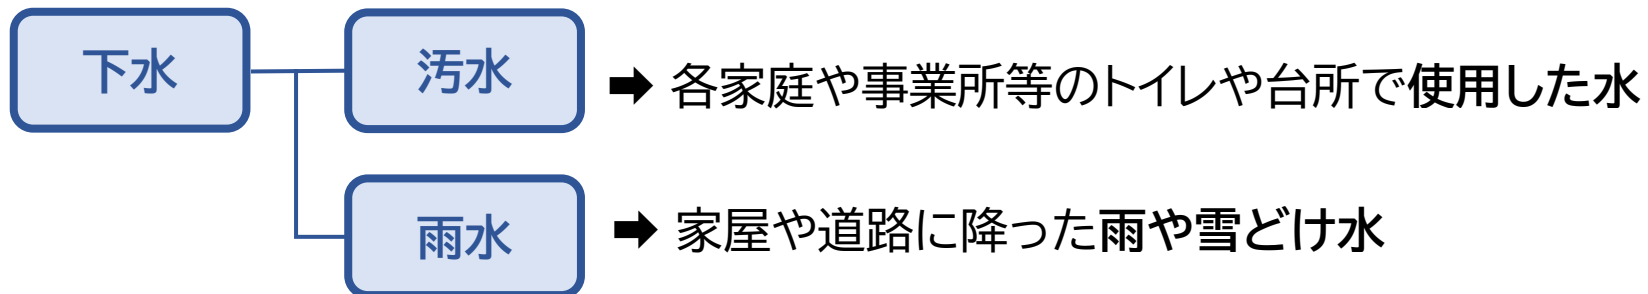 下水
汚水
➡ 各家庭や事業所等のトイレや台所で使用した水
雨水
➡ 家屋や道路に降った雨や雪どけ水